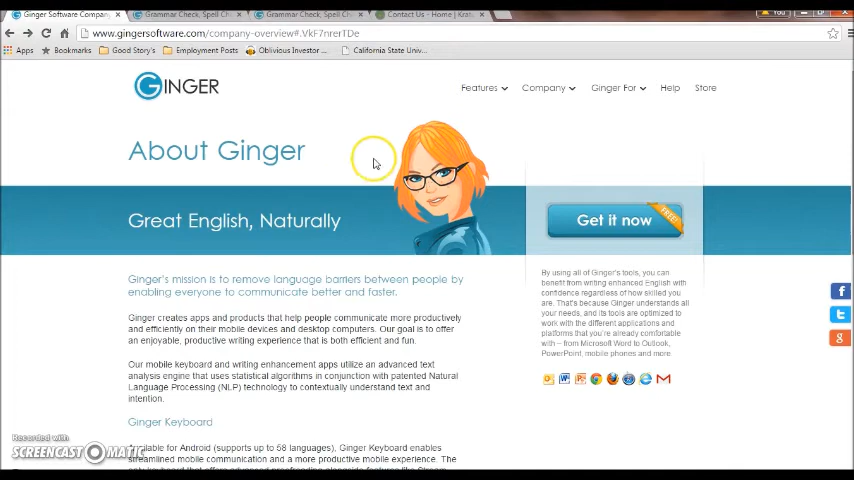 Ginger Software Company
Grammar Check, Spell Che
Grammar Check, Spell Che
Contact Us - Home | Krat
www.gingersoftware.com/company-overview#.VkF7nrerTDe
Apps
Bookmarks
Good Story's
Employment Posts
Oblivious Investor ...
California State Univ...
GINGER
Features
Company
Ginger For
Help
Store
About Ginger
Great English, Naturally
Get it now
FREE!
Ginger's mission is to remove language barriers between people by
enabling everyone to communicate better and faster.
Ginger creates apps and products that help people communicate more productively
and efficiently on their mobile devices and desktop computers. Our goal is to offer
an enjoyable, productive writing experience that is both efficient and fun.
Our mobile keyboard and writing enhancement apps utilize an advanced text
analysis engine that uses statistical algorithms in conjunction with patented Natural
Language Processing (NLP) technology to contextually understand text and
intention.
Ginger Keyboard
Available for Android (supports up to 58 languages), Ginger Keyboard enables
streamlined mobile communication and a more productive mobile experience. The
By using all of Ginger's tools, you can
benefit from writing enhanced English with
confidence regardless of how skilled you
are. That's because Ginger understands all
your needs, and its tools are optimized to
work with the different applications and
platforms that you're already comfortable
with – from Microsoft Word to Outlook,
PowerPoint, mobile phones and more
Recorded with
SCREENCAST-O-MATIC